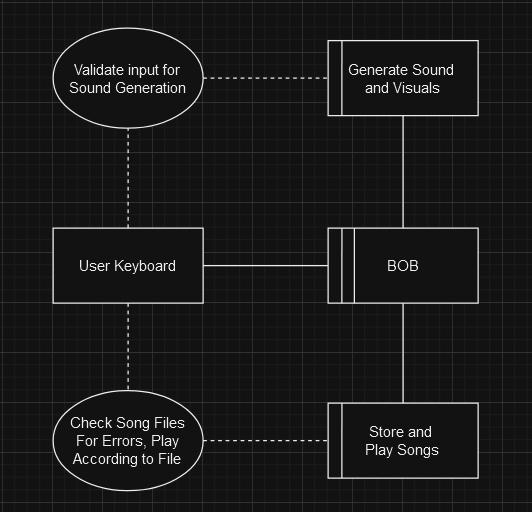 Validate input for
Sound Generation
Generate Sound
and Visuals
User Keyboard
BOB
Check Song Files
For Errors, Play
According to File
Store and
Play Songs